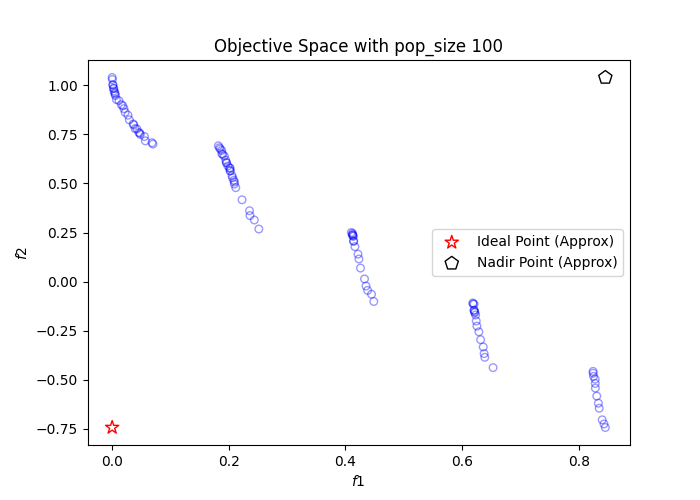 Objective Space with pop_size 100
1.00
0.75
0.50
0.25
0.00
−0.25
−0.50
−0.75
f2
Ideal Point (Approx)
Nadir Point (Approx)
0.0 0.2 0.4 0.6 0.8
f1